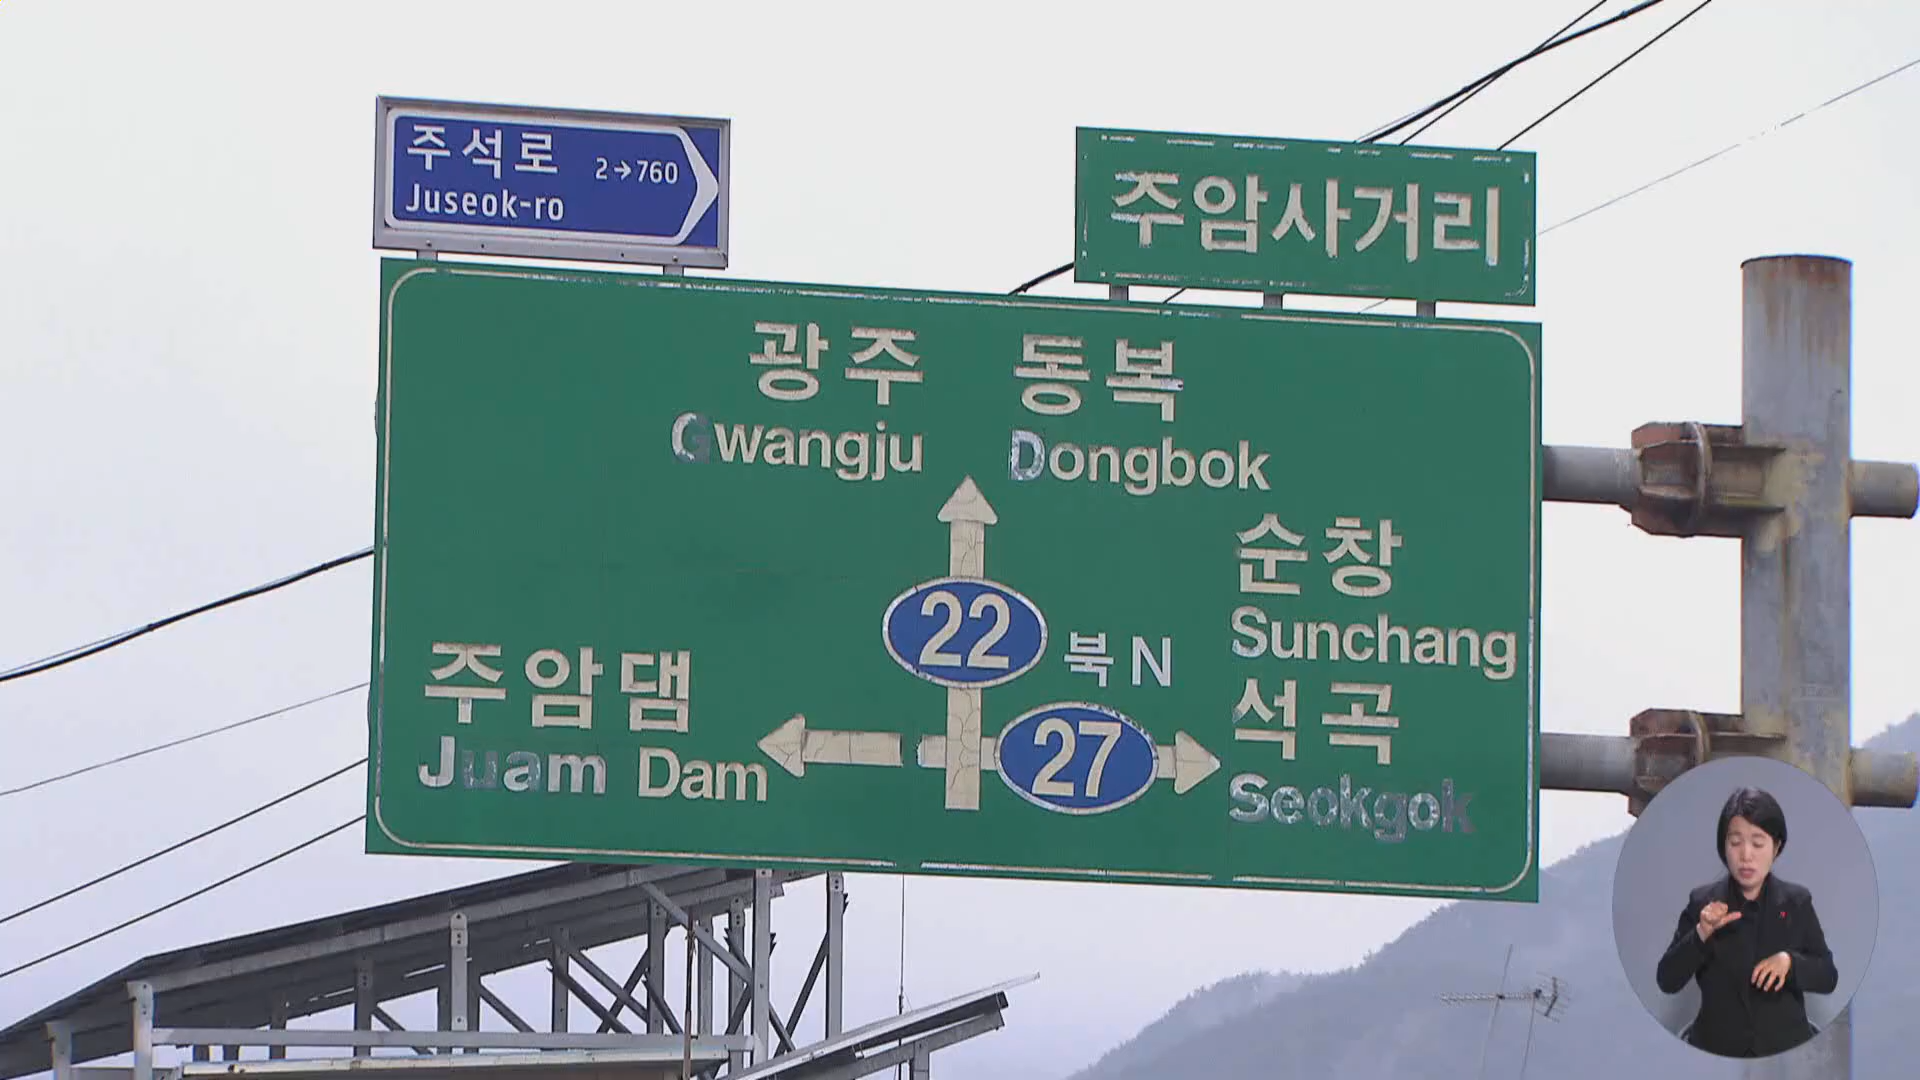 주석로 2→760
Juseok-ro
주암사거리
광주 동복
Gwangju Dongbok
순창
Sunchang
22
북 N
주암댐
Juam Dam
27
석곡
Seokgok